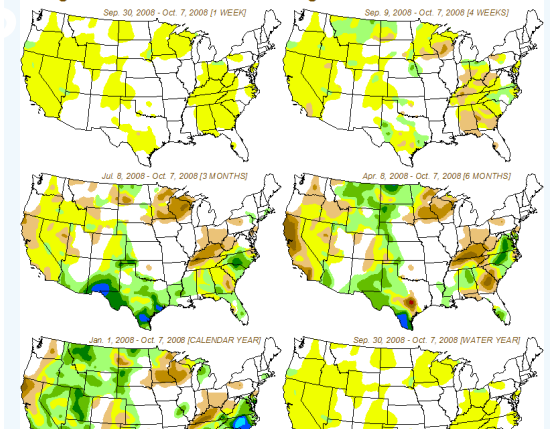 Sep. 30, 2008 - Oct. 7, 2008 [1 WEEK]
Sep. 9, 2008 - Oct. 7, 2008 [4 WEEKS]
Jul. 8, 2008 - Oct. 7, 2008 [3 MONTHS]
Apr. 8, 2008 - Oct. 7, 2008 [6 MONTHS]
Jan. 1, 2008 - Oct. 7, 2008 [CALENDAR YEAR]
Sep. 30, 2008 - Oct. 7, 2008 [WATER YEAR]